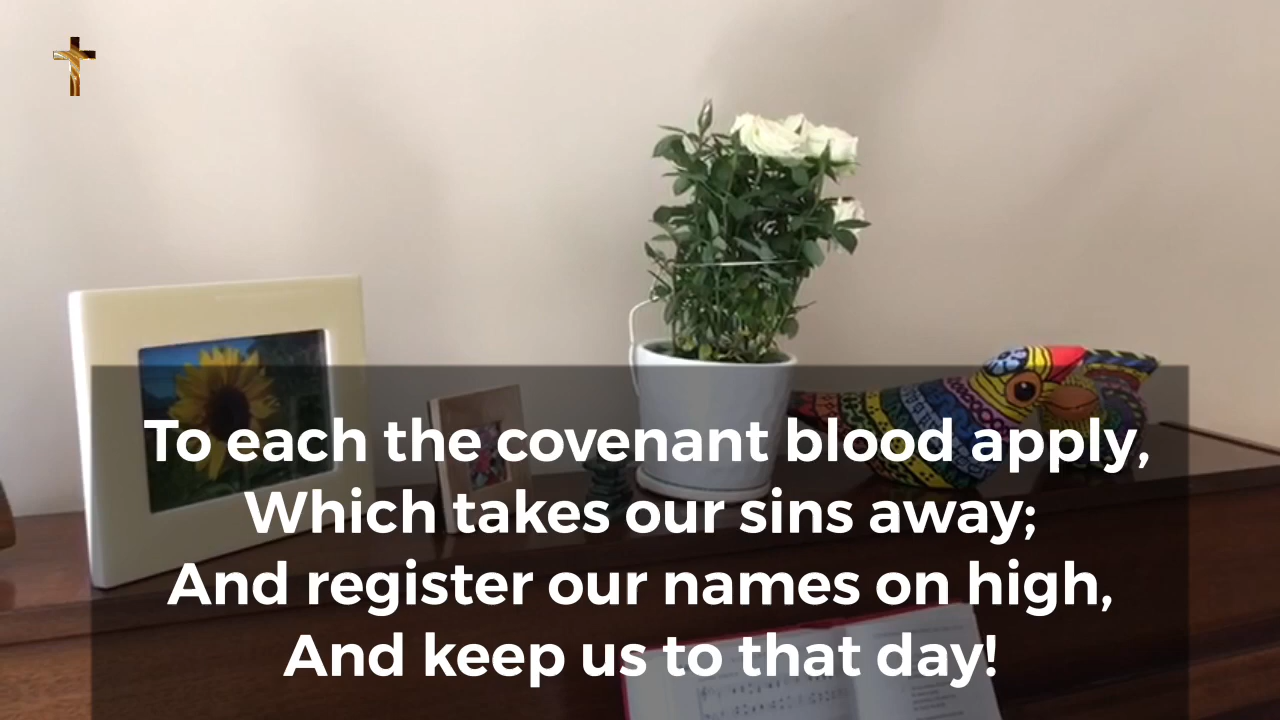 To each the covenant blood apply,
Which takes our sins away;
And register our names on high,
And keep us to that day!